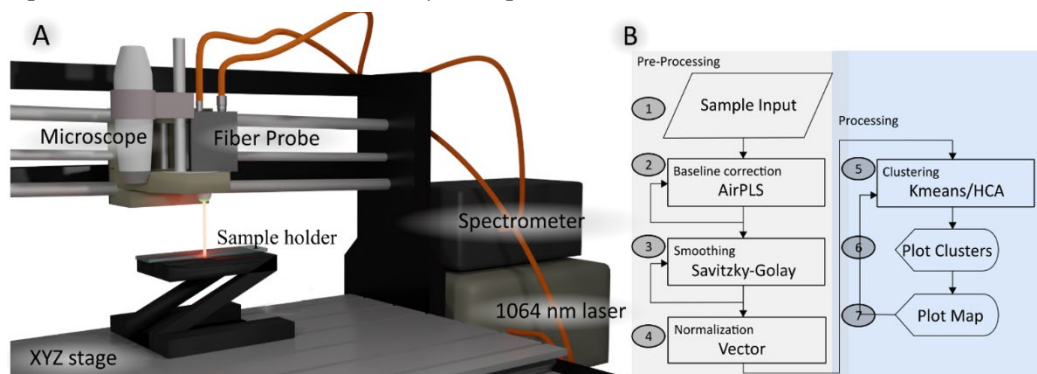 A
Microscope
Fiber Probe
Spectrometer
Sample holder
1064 nm laser
XYZ stage
B
Pre-Processing
1
Sample Input
2
Baseline correction
AirPLS
3
Smoothing
Savitzky-Golay
4
Normalization
Vector
Processing
5
Clustering
Kmeans/HCA
6
Plot Clusters
7
Plot Map